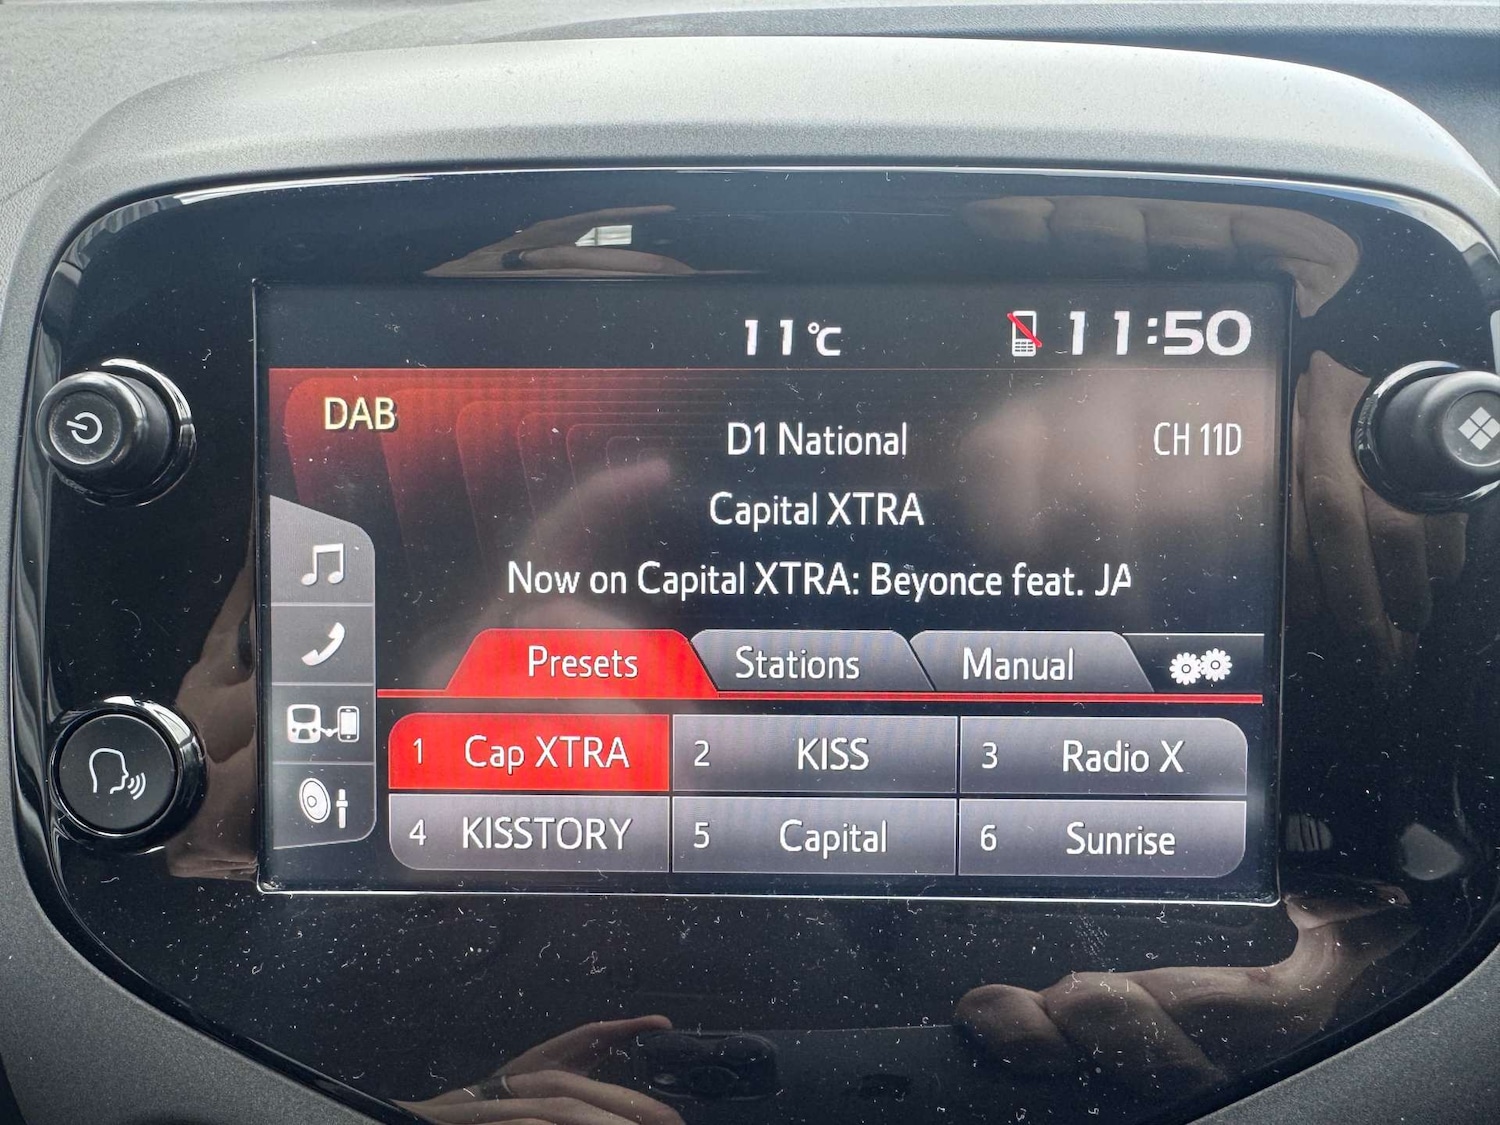 11°C 11:50
DAB
D1 National CH 11D
Capital XTRA
Now on Capital XTRA: Beyonce feat. JA
Presets Stations Manual
1 Cap XTRA 2 KISS 3 Radio X
4 KISSTORY 5 Capital 6 Sunrise